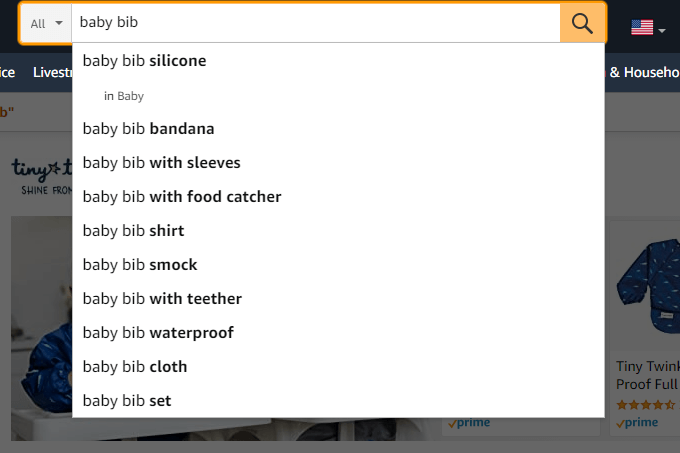 All
baby bib
ice
Livestr
& Househo
b"
baby bib silicone
in Baby
baby bib bandana
baby bib with sleeves
baby bib with food catcher
baby bib shirt
baby bib smock
baby bib with teether
baby bib waterproof
baby bib cloth
baby bib set
tiny t
SHINE FROM
Tiny Twink
Proof Full
prime
prime